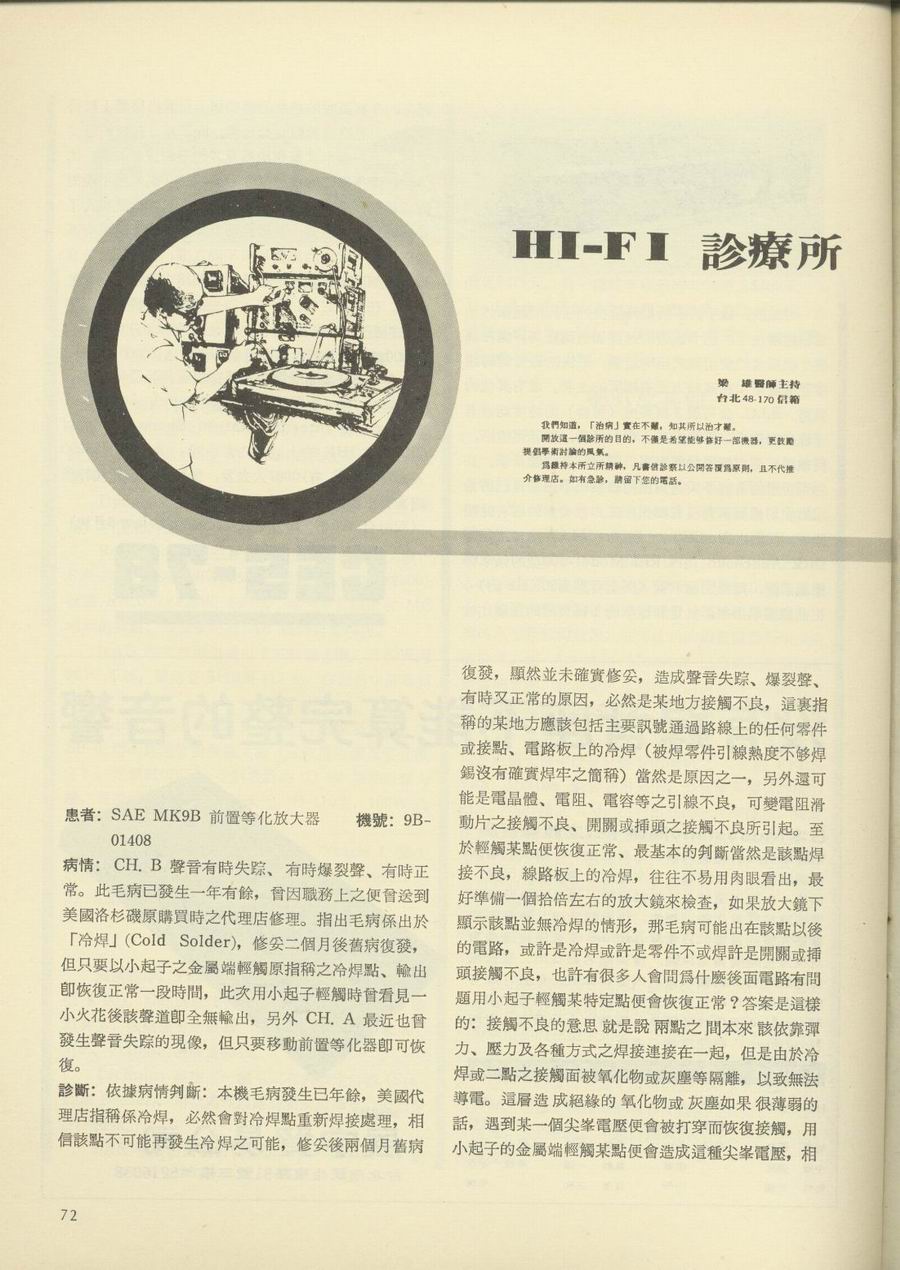 HI-FI 診療所
梁　雄醫師主持
台北48-170信箱
我們知道，「治病」實在不難，知其所以治才難。
開放這一個診所的目的，不僅是希望能够修好一部機器，更鼓勵
提倡學術討論的風氣。
爲維持本所立所精神，凡書信診察以公開答覆爲原則，且不代推
介修理店。如有急診，請留下您的電話。
患者：SAE MK9B 前置等化放大器　機號：9B-
01408
病情：CH. B 聲音有時失踪、有時爆裂聲、有時正
常。此毛病已發生一年有餘，曾因職務上之便曾送到
美國洛杉磯原購買時之代理店修理。指出毛病係出於
「冷焊」(Cold Solder)，修妥二個月後舊病復發，
但只要以小起子之金屬端輕觸原指稱之冷焊點、輸出
卽恢復正常一段時間，此次用小起子輕觸時曾看見一
小火花後該聲道卽全無輸出，另外 CH. A 最近也曾
發生聲音失踪的現像，但只要移動前置等化器卽可恢
復。
診斷：依據病情判斷：本機毛病發生已年餘，美國代
理店指稱係冷焊，必然會對冷焊點重新焊接處理，相
信該點不可能再發生冷焊之可能，修妥後兩個月舊病
復發，顯然並未確實修妥，造成聲音失踪、爆裂聲、
有時又正常的原因，必然是某地方接觸不良，這裏指
稱的某地方應該包括主要訊號通過路線上的任何零件
或接點、電路板上的冷焊（被焊零件引線熱度不够焊
錫沒有確實焊牢之簡稱）當然是原因之一，另外還可
能是電晶體、電阻、電容等之引線不良，可變電阻滑
動片之接觸不良、開關或揷頭之接觸不良所引起。至
於輕觸某點便恢復正常、最基本的判斷當然是該點焊
接不良，線路板上的冷焊，往往不易用肉眼看出，最
好準備一個拾倍左右的放大鏡來檢查，如果放大鏡下
顯示該點並無冷焊的情形，那毛病可能出在該點以後
的電路，或許是冷焊或許是零件不或焊許是開關或揷
頭接觸不良，也許有很多人會問爲什麼後面電路有問
題用小起子輕觸某特定點便會恢復正常？答案是這樣
的：接觸不良的意思就是說兩點之間本來該依靠彈
力、壓力及各種方式之焊接連接在一起，但是由於冷
焊或二點之接觸面被氧化物或灰塵等隔離，以致無法
導電。這層造成絕緣的氧化物或灰塵如果很薄弱的
話，遇到某一個尖峯電壓便會被打穿而恢復接觸，用
小起子的金屬端輕觸某點便會造成這種尖峯電壓，相
72